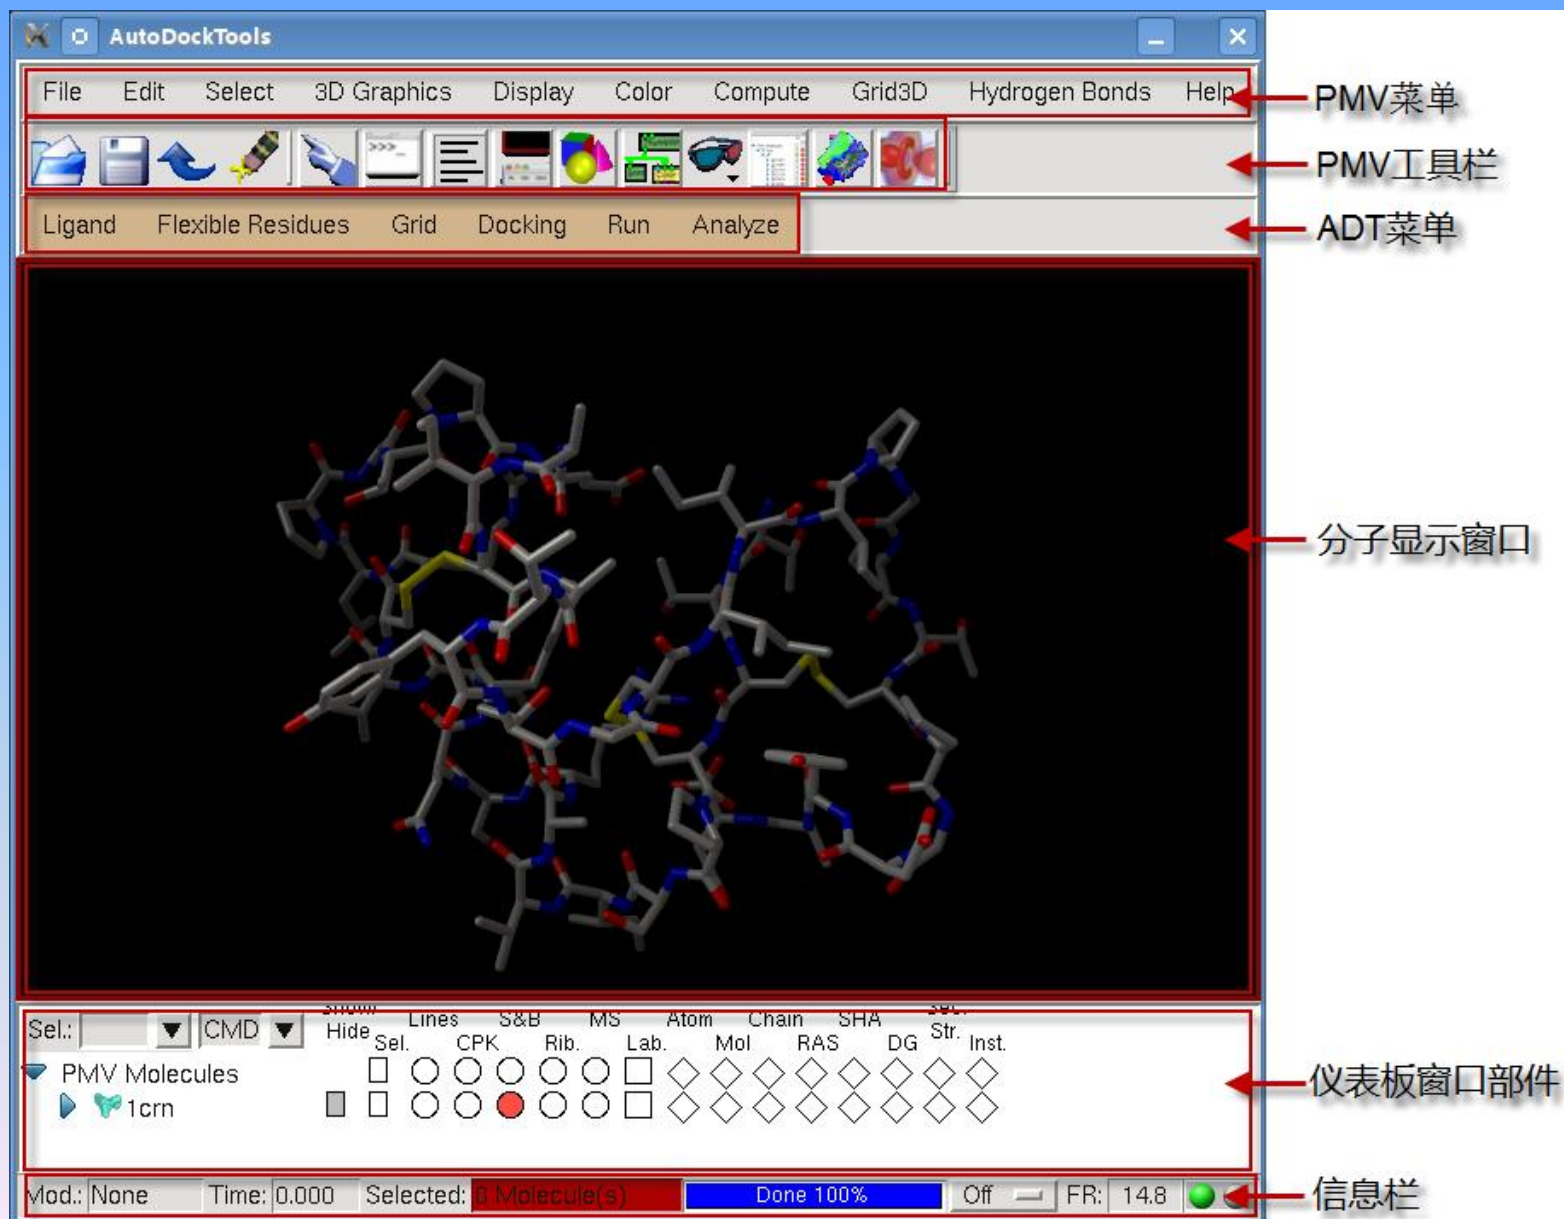 AutoDockTools
File Edit Select 3D Graphics Display Color Compute Grid3D Hydrogen Bonds Help
PMV菜单
>>>_
PMV工具栏
Ligand Flexible Residues Grid Docking Run Analyze
ADT菜单
分子显示窗口
Sel.: CMD
Show/ Lines S&B MS Atom Chain SHA Sec.
Hide Sel. CPK Rib. Lab. Mol RAS DG Str. Inst.
PMV Molecules
1crn
仪表板窗口部件
Mod.: None Time: 0.000 Selected: 0 Molecule(s) Done 100% Off FR: 14.8
信息栏